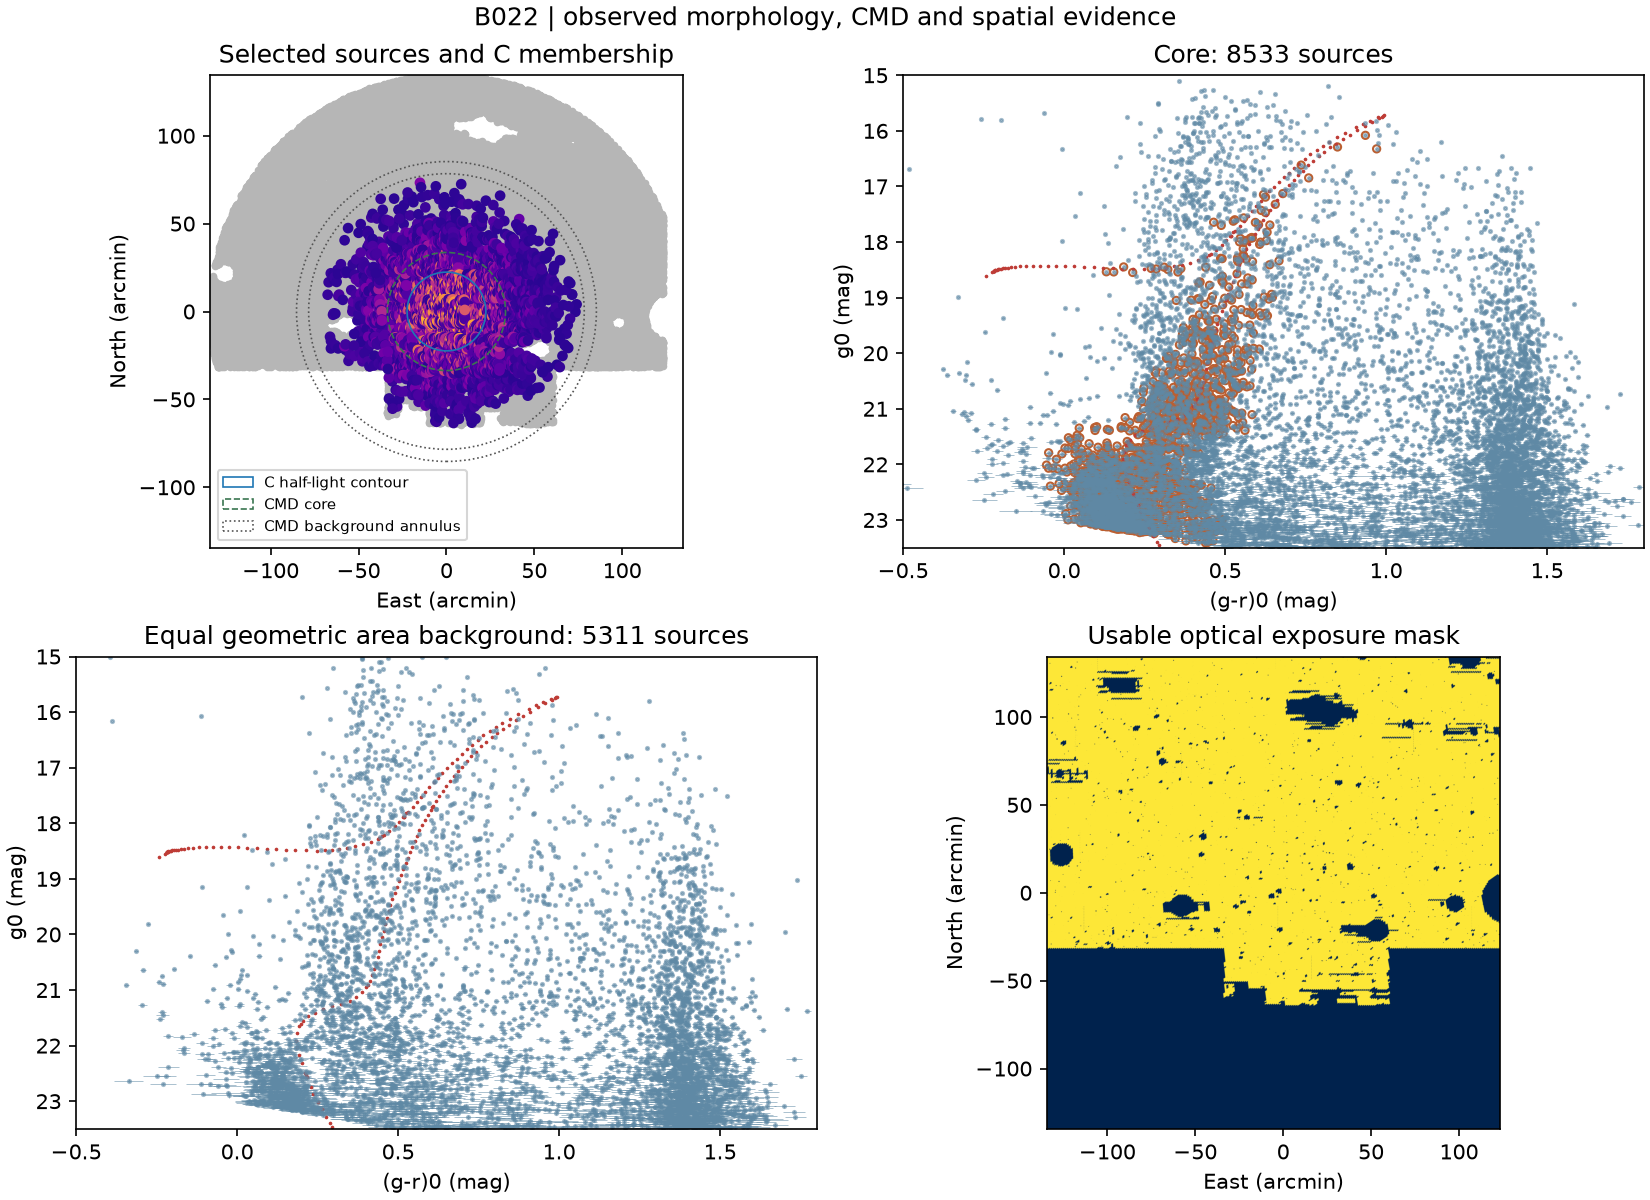 B022 | observed morphology, CMD and spatial evidence
Selected sources and C membership
North (arcmin)
100
50
0
−50
−100
C half-light contour
CMD core
CMD background annulus
−100 −50 0 50 100
East (arcmin)
Core: 8533 sources
g0 (mag)
15
16
17
18
19
20
21
22
23
−0.5 0.0 0.5 1.0 1.5
(g-r)0 (mag)
Equal geometric area background: 5311 sources
g0 (mag)
15
16
17
18
19
20
21
22
23
−0.5 0.0 0.5 1.0 1.5
(g-r)0 (mag)
Usable optical exposure mask
North (arcmin)
100
50
0
−50
−100
−100 −50 0 50 100
East (arcmin)